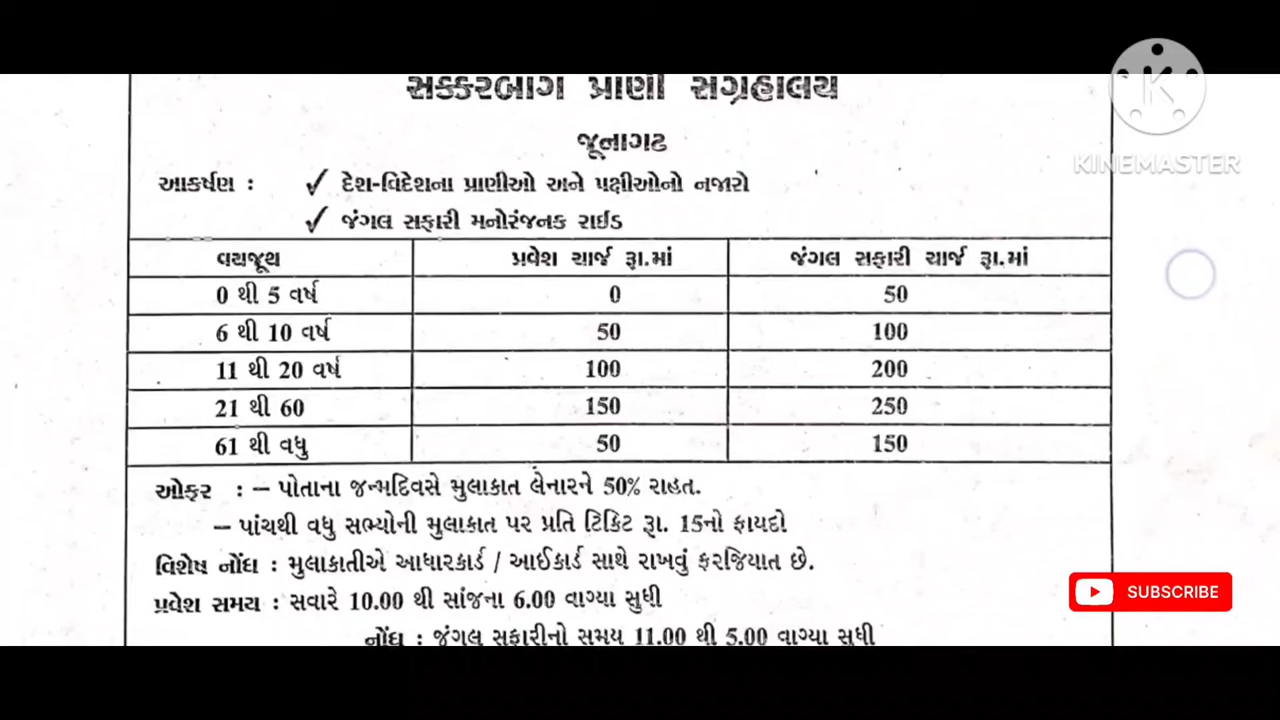 સક્કરબાગ પ્રાણી સંગ્રહાલય
જૂનાગઢ
આકર્ષણ : ✓ દેશ-વિદેશના પ્રાણીઓ અને પક્ષીઓનો નજારો
✓ જંગલ સફારી મનોરંજનક રાઈડ
વયજૂથ પ્રવેશ ચાર્જ રૂા.માં જંગલ સફારી ચાર્જ રૂા.માં
0 થી 5 વર્ષ 0 50
6 થી 10 વર્ષ 50 100
11 થી 20 વર્ષ 100 200
21 થી 60 150 250
61 થી વધુ 50 150
ઓફર : – પોતાના જન્મદિવસે મુલાકાત લેનારને 50% રાહત.
– પાંચથી વધુ સભ્યોની મુલાકાત પર પ્રતિ ટિકિટ રૂા. 15નો ફાયદો
વિશેષ નોંધ : મુલાકાતીએ આધારકાર્ડ / આઈકાર્ડ સાથે રાખવું ફરજિયાત છે.
પ્રવેશ સમય : સવારે 10.00 થી સાંજના 6.00 વાગ્યા સુધી
નોંધ : જંગલ સફારીનો સમય 11.00 થી 5.00 વાગ્યા સુધી
K
KINEMASTER
SUBSCRIBE